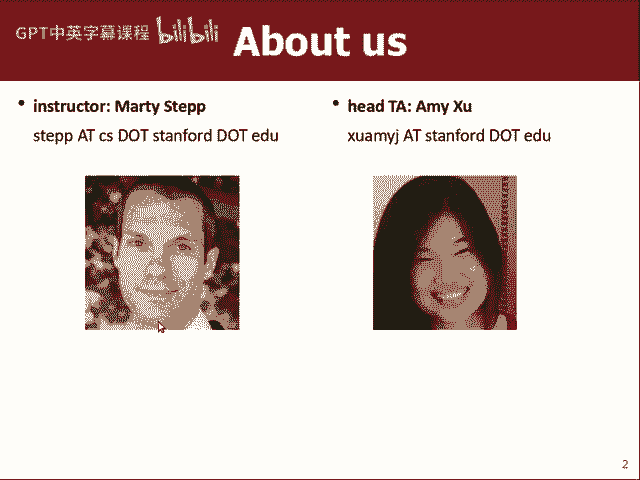 GPT中英字幕课程 bilibili
About us
• instructor: Marty Stepp
stepp AT cs DOT stanford DOT edu
• head TA: Amy Xu
xuamyj AT stanford DOT edu
2